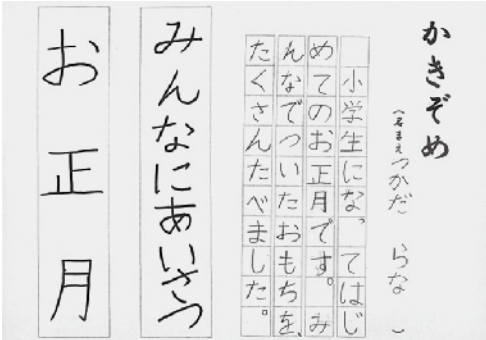 かきぞめ
(名まえ つかだ らな )
小学生になってはじ
めてのお正月です。み
んなでついたおもちを、
たくさんたべました。
みんなにあいさつ
お正月